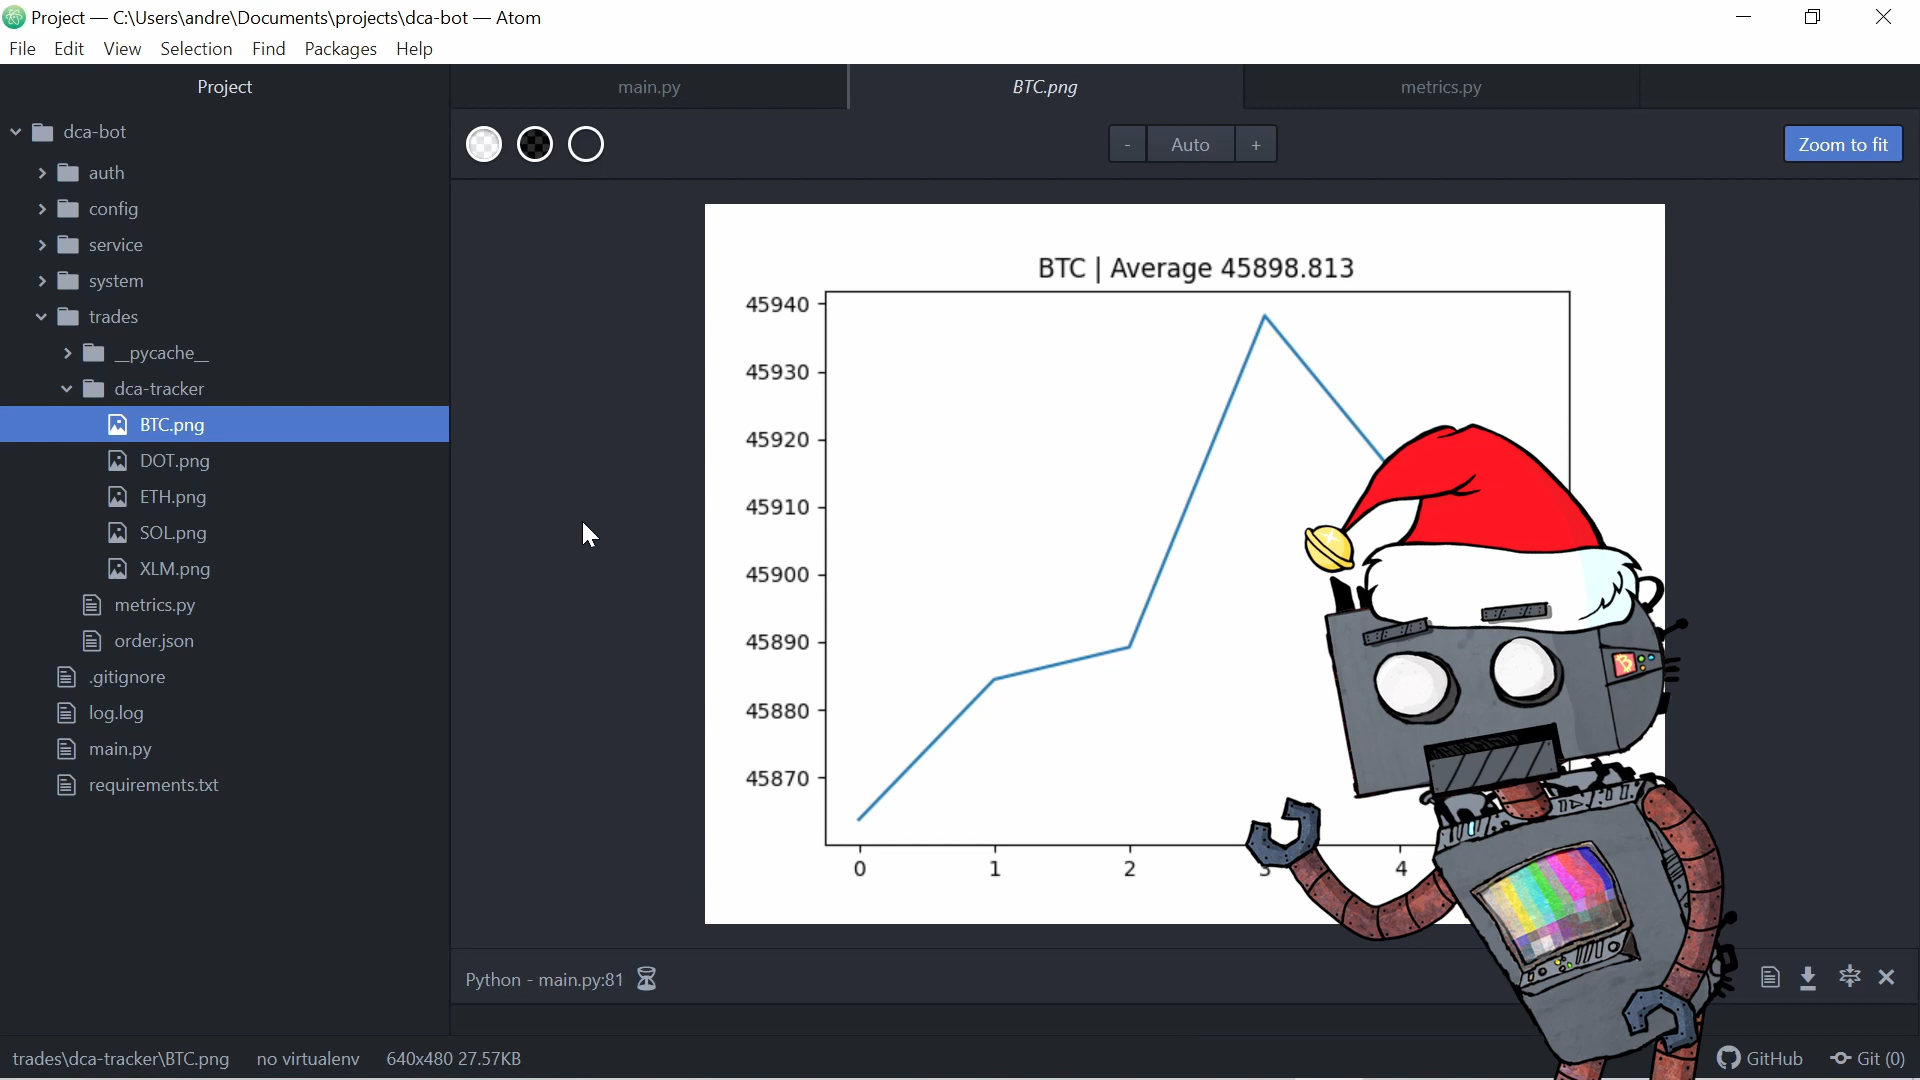 Project — C:\Users\andre\Documents\projects\dca-bot — Atom
File Edit View Selection Find Packages Help
Project
main.py
BTC.png
metrics.py
dca-bot
auth
config
service
system
trades
__pycache__
dca-tracker
BTC.png
DOT.png
ETH.png
SOL.png
XLM.png
metrics.py
order.json
.gitignore
log.log
main.py
requirements.txt
- Auto +
Zoom to fit
BTC | Average 45898.813
45940
45930
45920
45910
45900
45890
45880
45870
0 1 2 3 4
Python - main.py:81
trades\dca-tracker\BTC.png no virtualenv 640x480 27.57KB
GitHub Git (0)